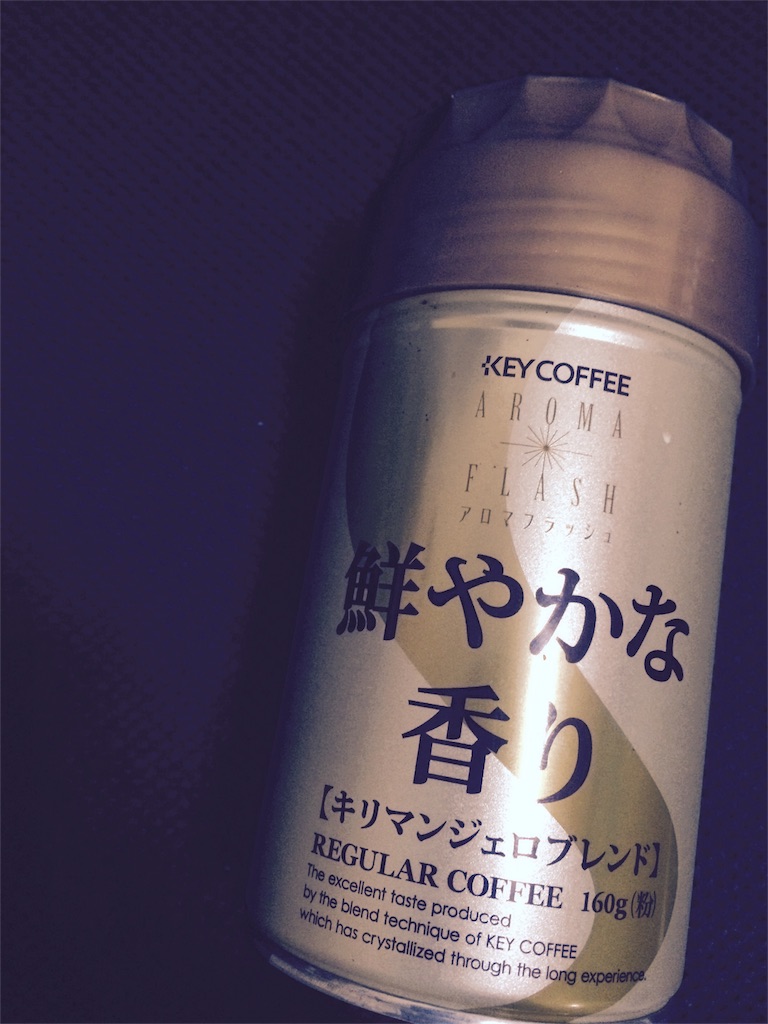 KEY COFFEE
AROMA
FLASH
アロマフラッシュ
鮮やかな
香り
【キリマンジェロブレンド】
REGULAR COFFEE 160g(粉)
The excellent taste produced
by the blend technique of KEY COFFEE
which has crystallized through the long experience.